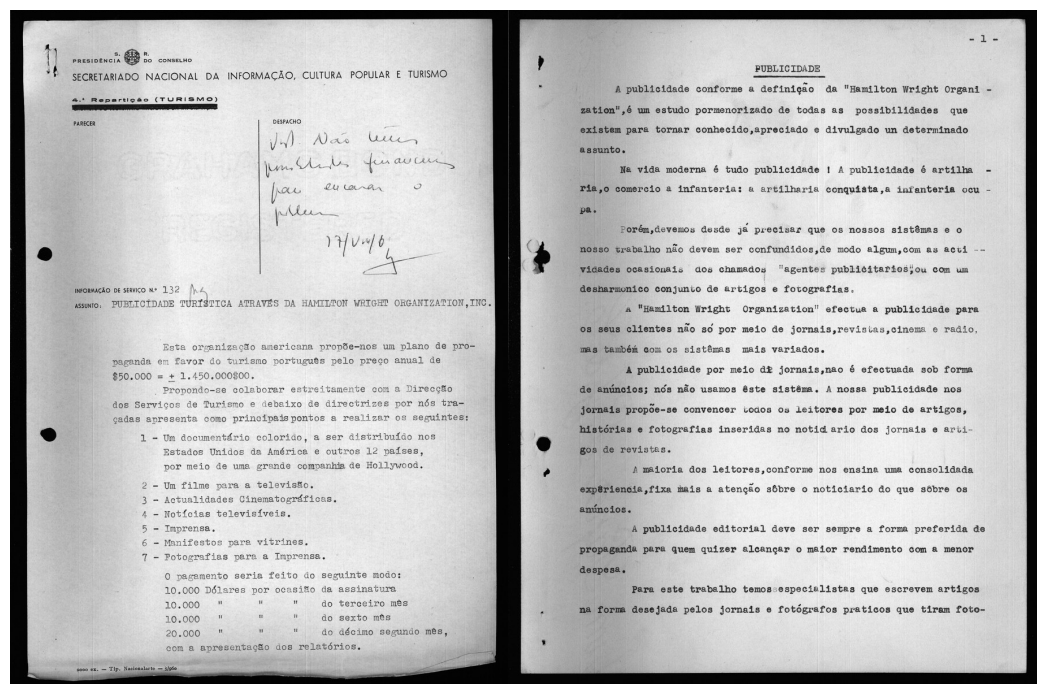 S. R.
PRESIDÊNCIA DO CONSELHO
SECRETARIADO NACIONAL DA INFORMAÇÃO, CULTURA POPULAR E TURISMO
4.ª Repartição (TURISMO)
PARECER
DESPACHO
Não
o
INFORMAÇÃO DE SERVIÇO N.º 132
ASSUNTO: PUBLICIDADE TURÍSTICA ATRAVÉS DA HAMILTON WRIGHT ORGANIZATION,INC.
Esta organização americana propõe-nos um plano de pro-
paganda em favor do turismo português pelo preço anual de
$50.000 = ± 1.450.000$00.
Propondo-se colaborar estreitamente com a Direcção
dos Serviços de Turismo e debaixo de directrizes por nós tra-
çadas apresenta como principais pontos a realizar os seguintes:
1 - Um documentário colorido, a ser distribuído nos
Estados Unidos da América e outros 12 países,
por meio de uma grande companhia de Hollywood.
2 - Um filme para a televisão.
3 - Actualidades Cinematográficas.
4 - Notícias televisíveis.
5 - Imprensa.
6 - Manifestos para vitrines.
7 - Fotografias para a Imprensa.
O pagamento seria feito do seguinte modo:
10.000 Dólares por ocasião da assinatura
10.000 " " " do terceiro mês
10.000 " " " do sexto mês
20.000 " " " do décimo segundo mês,
com a apresentação dos relatórios.
- 1 -
PUBLICIDADE
A publicidade conforme a definição da "Hamilton Wright Organi -
zation",é um estudo pormenorizado de todas as possibilidades que
existem para tornar conhecido,apreciado e divulgado un determinado
assunto.
Na vida moderna é tudo publicidade ! A publicidade é artilha -
ria,o comercio a infanteria: a artilharia conquista,a infanteria ocu -
pa.
Porém,devemos desde já precisar que os nossos sistêmas e o
nosso trabalho não devem ser confundidos,de modo algum,com as acti --
vidades ocasionais dos chamados "agentes publicitarios",ou com um
desharmonico conjunto de artigos e fotografias.
A "Hamilton Wright Organization" efectua a publicidade para
os seus clientes não só por meio de jornais,revistas,cinema e radio,
mas também com os sistêmas mais variados.
A publicidade por meio de jornais,nao é efectuada sob forma
de anúncios; nós não usamos êste sistêma. A nossa publicidade nos
jornais propõe-se convencer todos os leitores por meio de artigos,
histórias e fotografias inseridas no noticiario dos jornais e arti-
gos de revistas.
A maioria dos leitores,conforme nos ensina uma consolidada
experiencia,fixa mais a atenção sôbre o noticiario do que sôbre os
anúncios.
A publicidade editorial deve ser sempre a forma preferida de
propaganda para quem quizer alcançar o maior rendimento com a menor
despesa.
Para este trabalho temos especialistas que escrevem artigos
na forma desejada pelos jornais e fotógrafos praticos que tiram foto-